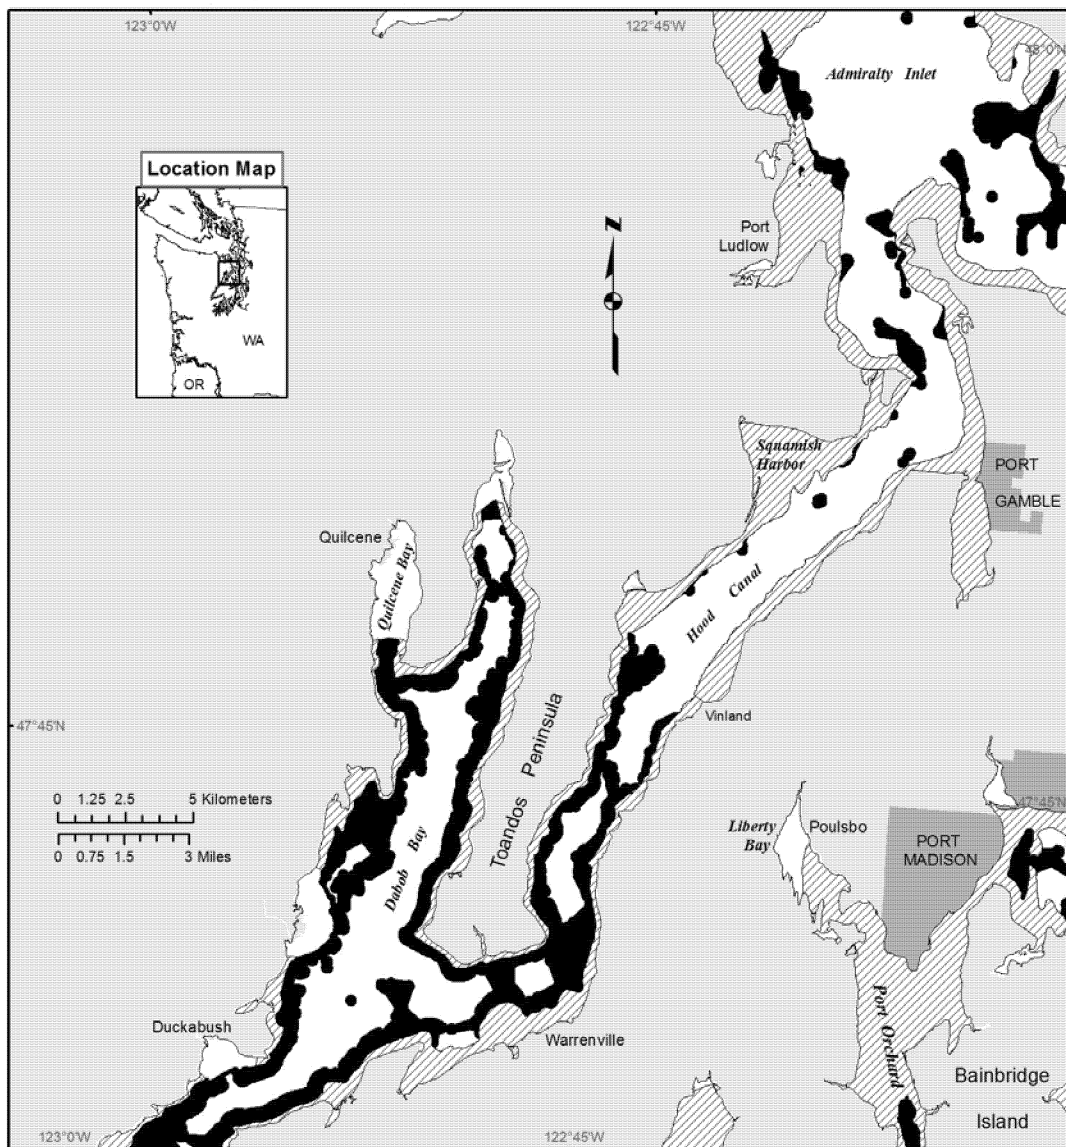 123°0'W
122°45'W
48°0'N
Admiralty Inlet
Location Map
WA
OR
N
Port
Ludlow
Squamish
Harbor
PORT
GAMBLE
Quilcene
Quilcene Bay
Hood Canal
47°45'N
Vinland
Toandos Peninsula
0 1.25 2.5 5 Kilometers
0 0.75 1.5 3 Miles
Dabob Bay
Liberty
Bay
Poulsbo
PORT
MADISON
47°45'N
Duckabush
Warrenville
Port Orchard
Bainbridge
Island
123°0'W
122°45'W